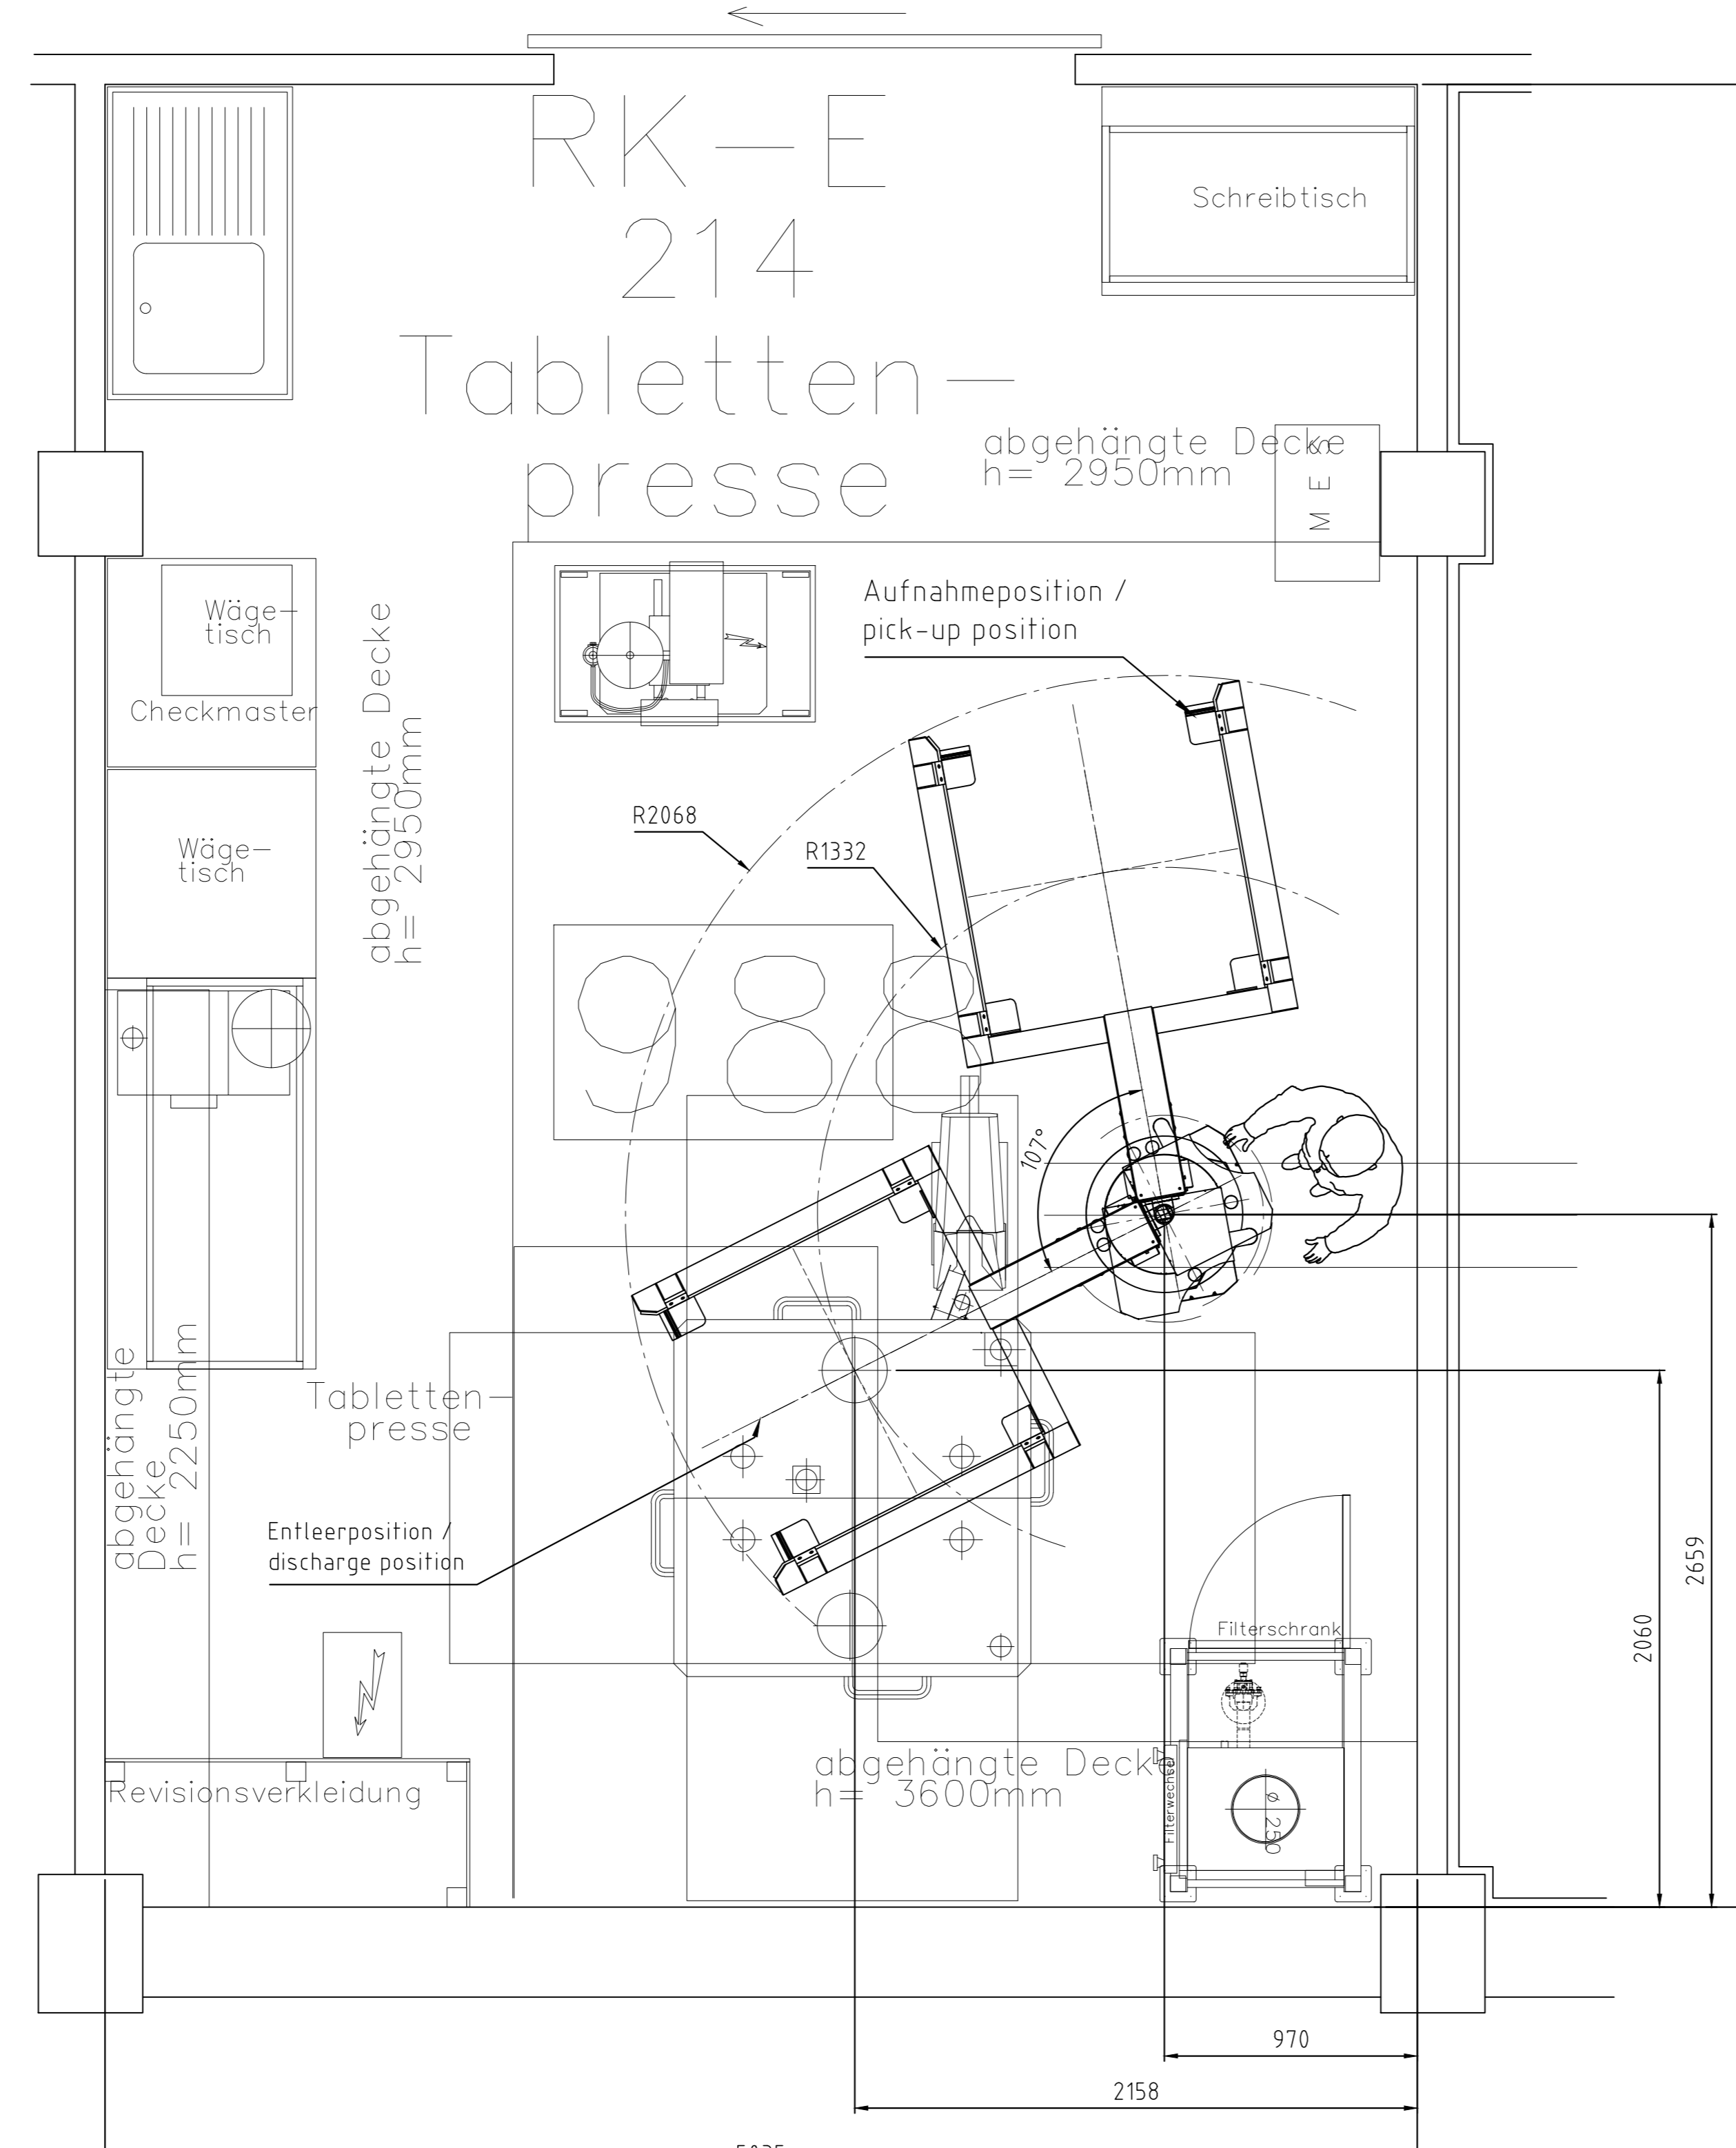 RK-E
214
Tabletten-
presse
Schreibtisch
abgehängte Decke
h= 2950mm
MES
Wäge-
tisch
Checkmaster
Wäge-
tisch
abgehängte Decke
h= 2950mm
Aufnahmeposition /
pick-up position
R2068
R1332
107°
abgehängte
Decke
h= 2250mm
Tabletten-
presse
Entleerposition /
discharge position
Filterschrank
Filterwechsel
ø 250
abgehängte Decke
h= 3600mm
Revisionsverkleidung
2659
2060
970
2158